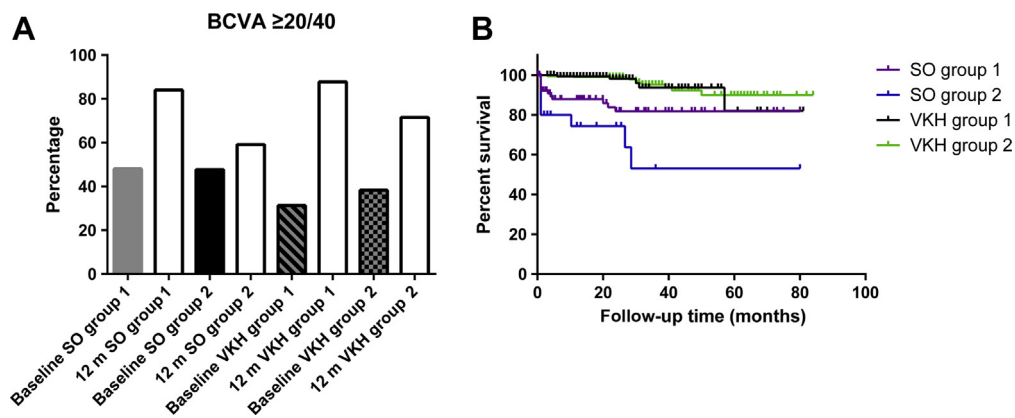 A
BCVA ≥20/40
Percentage
100
80
60
40
20
0
Baseline SO group 1
12 m SO group 1
Baseline SO group 2
12 m SO group 2
Baseline VKH group 1
12 m VKH group 1
Baseline VKH group 2
12 m VKH group 2
B
Percent survival
100
80
60
40
20
0
0 20 40 60 80 100
Follow-up time (months)
SO group 1
SO group 2
VKH group 1
VKH group 2